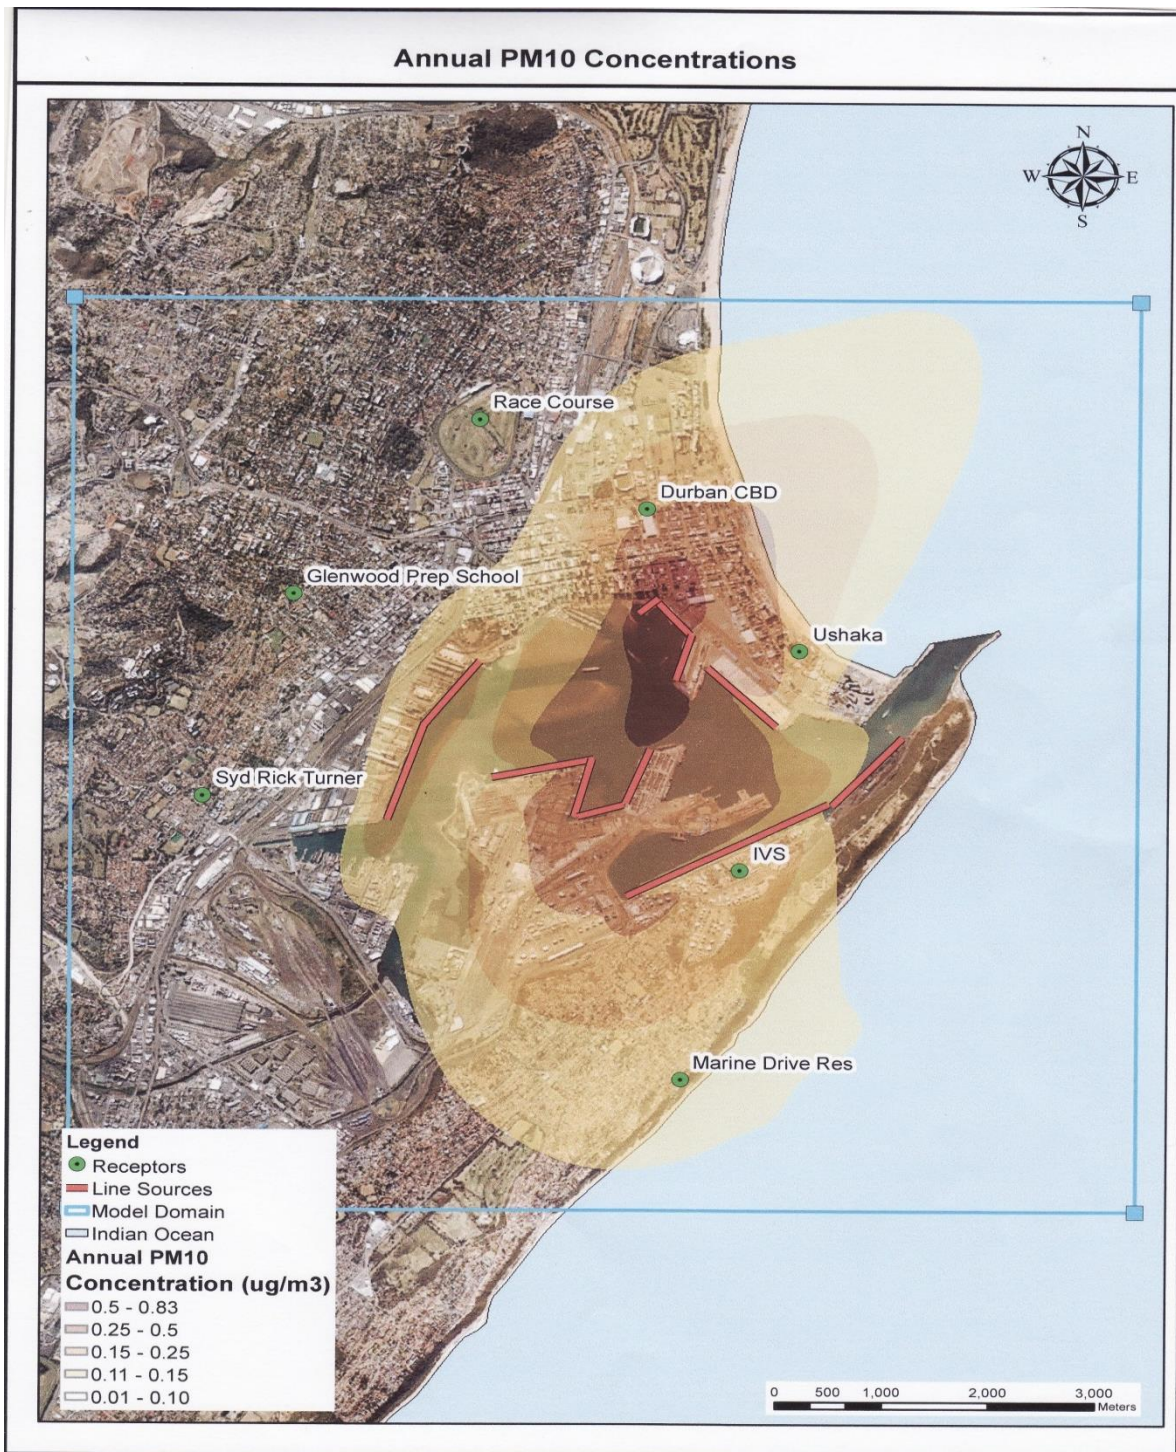 Annual PM10 Concentrations
N
W E
S
Race Course
Durban CBD
Glenwood Prep School
Ushaka
Syd Rick Turner
IVS
Marine Drive Res
Legend
Receptors
Line Sources
Model Domain
Indian Ocean
Annual PM10
Concentration (ug/m3)
0.5 - 0.83
0.25 - 0.5
0.15 - 0.25
0.11 - 0.15
0.01 - 0.10
0 500 1,000 2,000 3,000
Meters